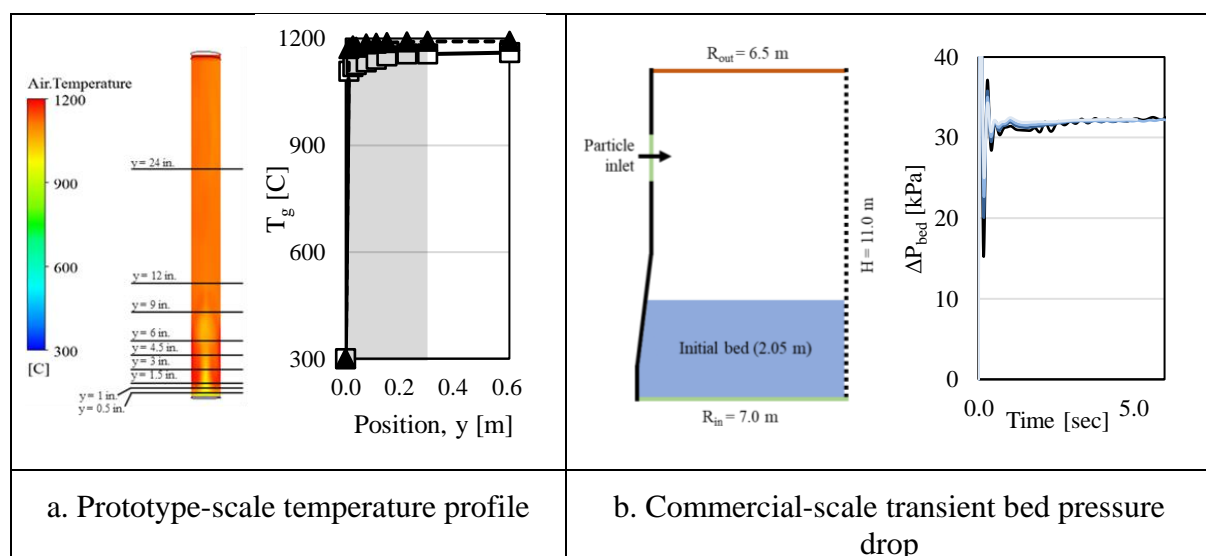 Air.Temperature
1200
900
600
300
[C]
y = 24 in.
y = 12 in.
y = 9 in.
y = 6 in.
y = 4.5 in.
y = 3 in.
y = 1.5 in.
y = 1 in.
y = 0.5 in.
T_g [C]
1200
900
600
300
0.0 0.2 0.4 0.6
Position, y [m]
R_out = 6.5 m
Particle
inlet
H = 11.0 m
Initial bed (2.05 m)
R_in = 7.0 m
ΔP_bed [kPa]
40
30
20
10
0
0.0 5.0
Time [sec]
a. Prototype-scale temperature profile
b. Commercial-scale transient bed pressure
drop